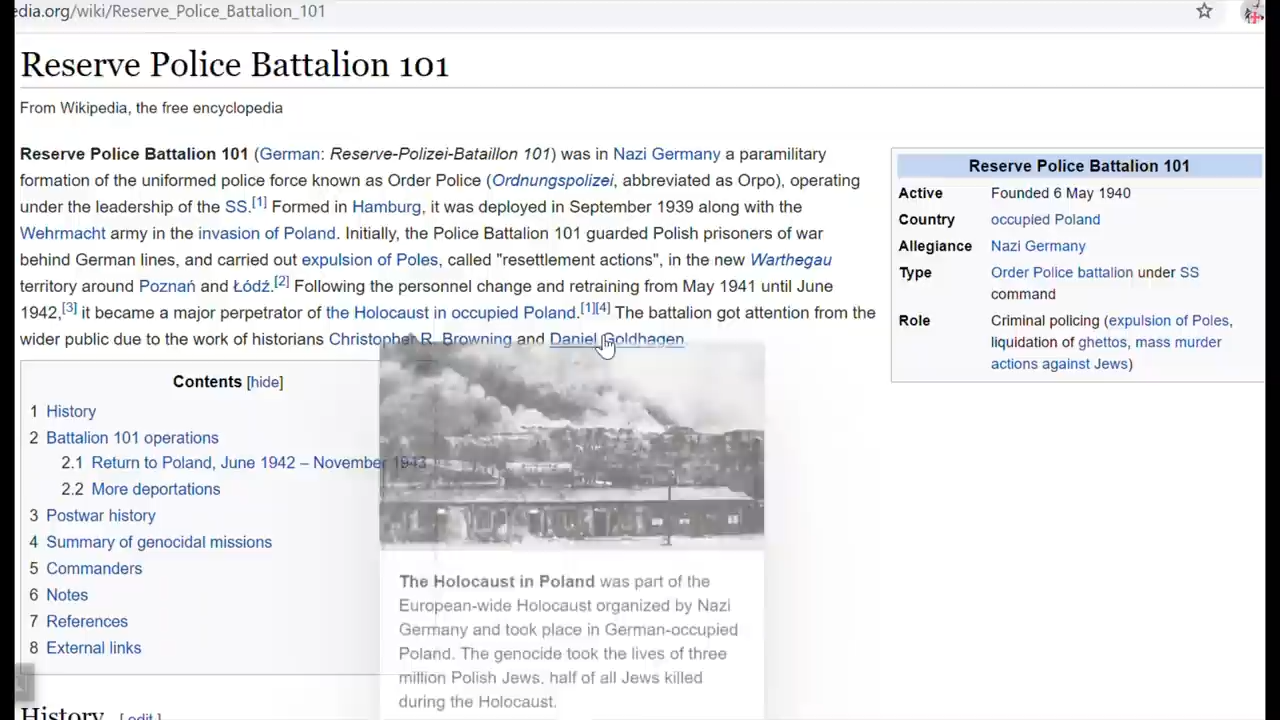 edia.org/wiki/Reserve_Police_Battalion_101
Reserve Police Battalion 101
From Wikipedia, the free encyclopedia
Reserve Police Battalion 101 (German: Reserve-Polizei-Bataillon 101) was in Nazi Germany a paramilitary
formation of the uniformed police force known as Order Police (Ordnungspolizei, abbreviated as Orpo), operating
under the leadership of the SS.[1] Formed in Hamburg, it was deployed in September 1939 along with the
Wehrmacht army in the invasion of Poland. Initially, the Police Battalion 101 guarded Polish prisoners of war
behind German lines, and carried out expulsion of Poles, called "resettlement actions", in the new Warthegau
territory around Poznań and Łódź.[2] Following the personnel change and retraining from May 1941 until June
1942,[3] it became a major perpetrator of the Holocaust in occupied Poland.[1][4] The battalion got attention from the
wider public due to the work of historians Christopher R. Browning and Daniel Goldhagen.
Reserve Police Battalion 101
Active Founded 6 May 1940
Country occupied Poland
Allegiance Nazi Germany
Type Order Police battalion under SS
command
Role Criminal policing (expulsion of Poles,
liquidation of ghettos, mass murder
actions against Jews)
Contents [hide]
1 History
2 Battalion 101 operations
2.1 Return to Poland, June 1942 – November 1943
2.2 More deportations
3 Postwar history
4 Summary of genocidal missions
5 Commanders
6 Notes
7 References
8 External links
The Holocaust in Poland was part of the
European-wide Holocaust organized by Nazi
Germany and took place in German-occupied
Poland. The genocide took the lives of three
million Polish Jews, half of all Jews killed
during the Holocaust.
History [ edit ]